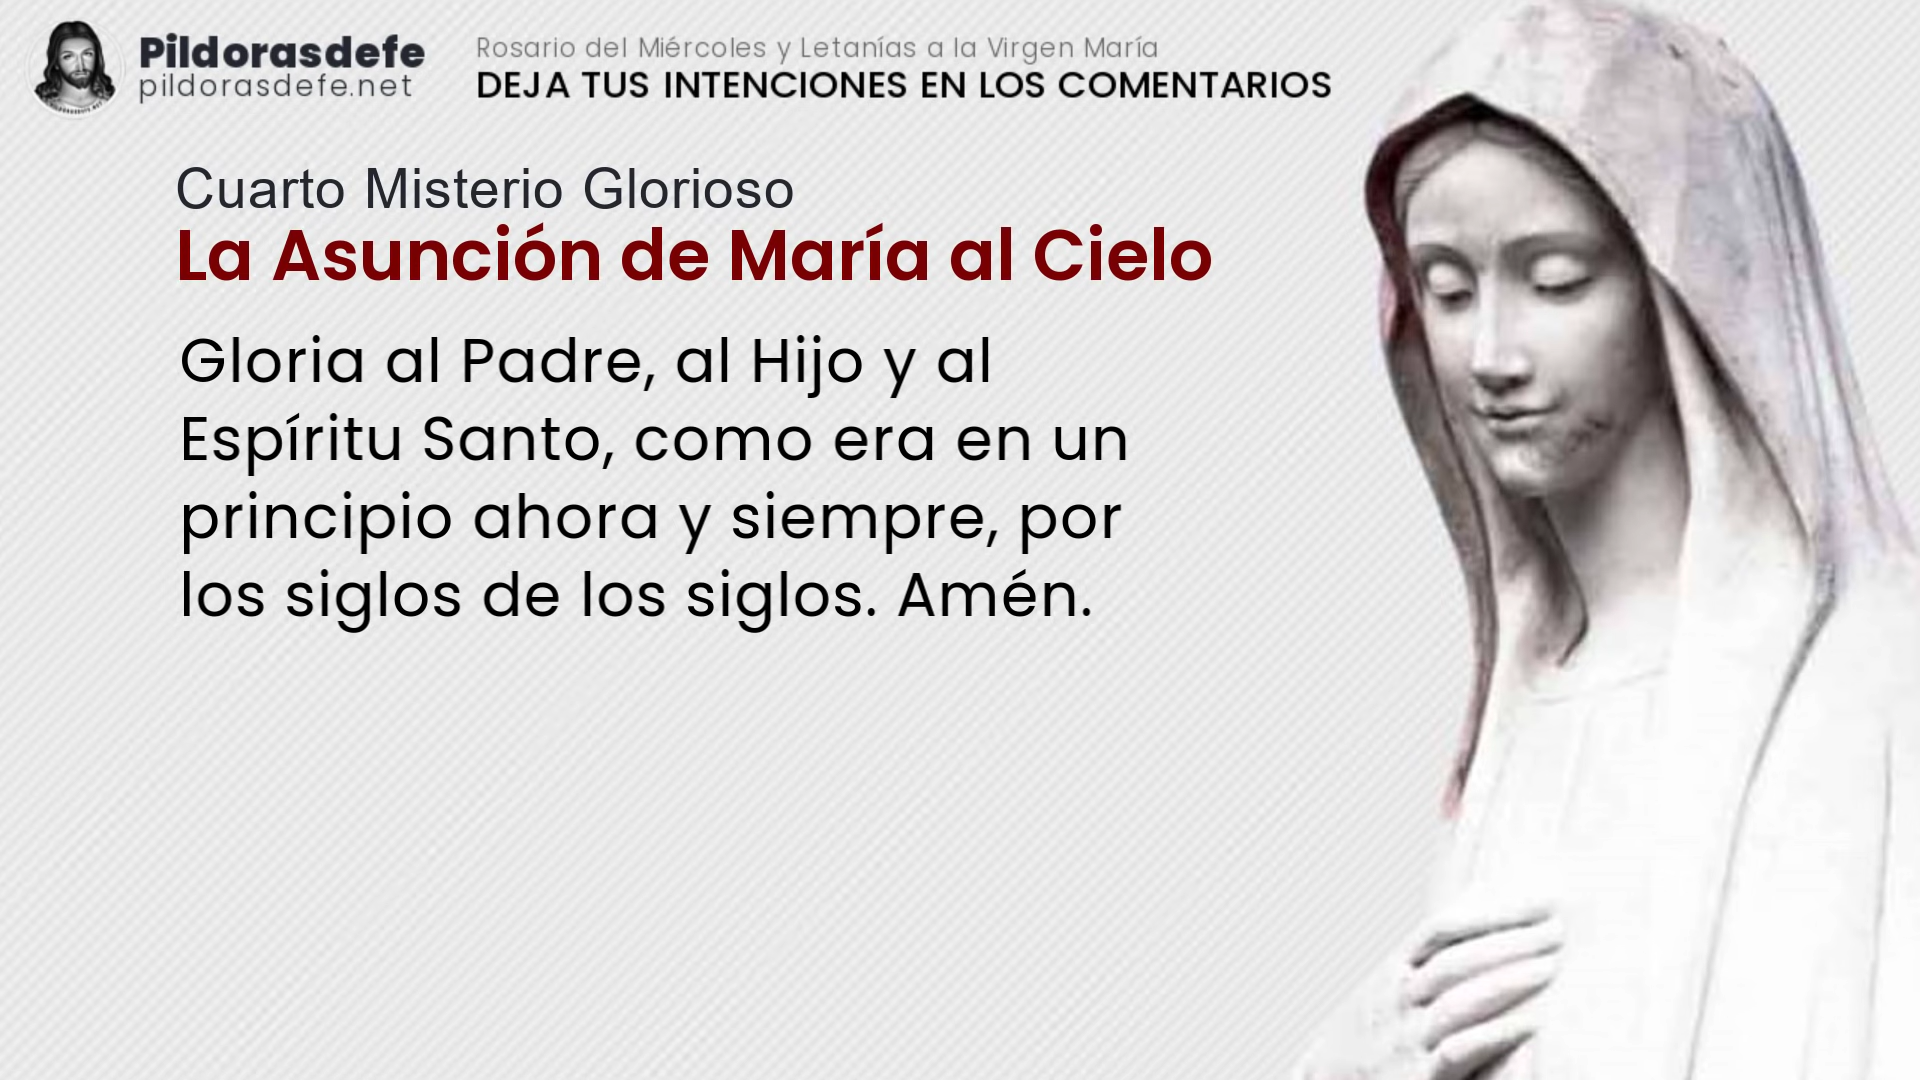 Pildorasdefe
pildorasdefe.net
Rosario del Miércoles y Letanías a la Virgen María
DEJA TUS INTENCIONES EN LOS COMENTARIOS
Cuarto Misterio Glorioso
La Asunción de María al Cielo
Gloria al Padre, al Hijo y al
Espíritu Santo, como era en un
principio ahora y siempre, por
los siglos de los siglos. Amén.